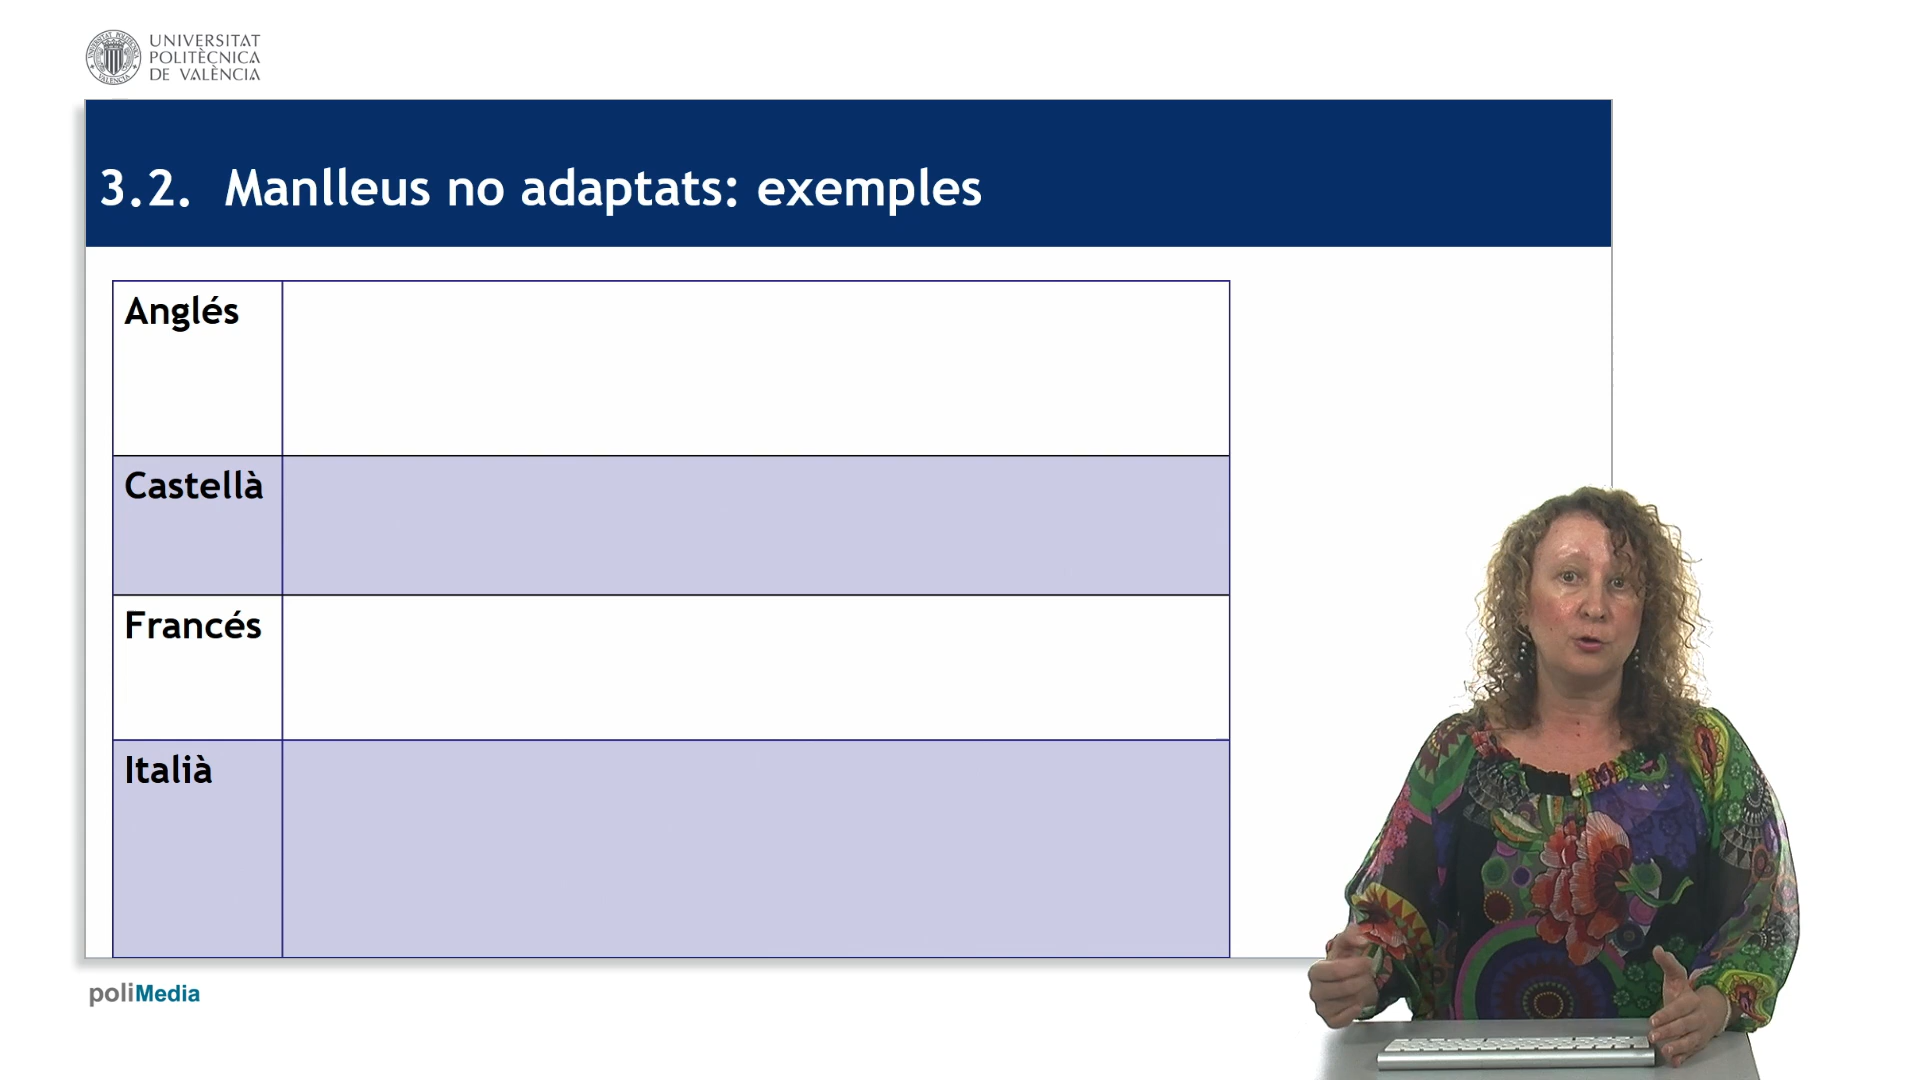 UNIVERSITAT
POLITÈCNICA
DE VALÈNCIA
3.2. Manlleus no adaptats: exemples
Anglés
Castellà
Francés
Italià
poliMedia